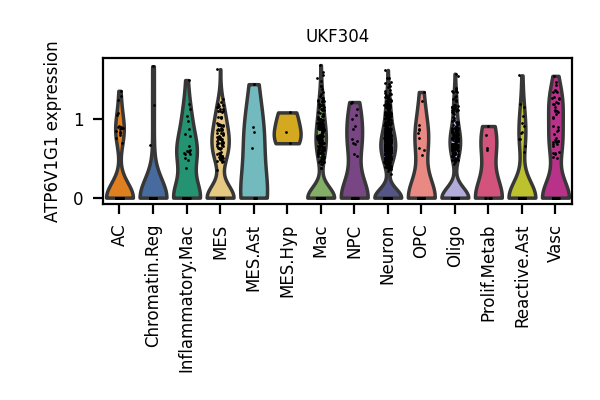 UKF304
ATP6V1G1 expression
1
0
AC
Chromatin.Reg
Inflammatory.Mac
MES
MES.Ast
MES.Hyp
Mac
NPC
Neuron
OPC
Oligo
Prolif.Metab
Reactive.Ast
Vasc